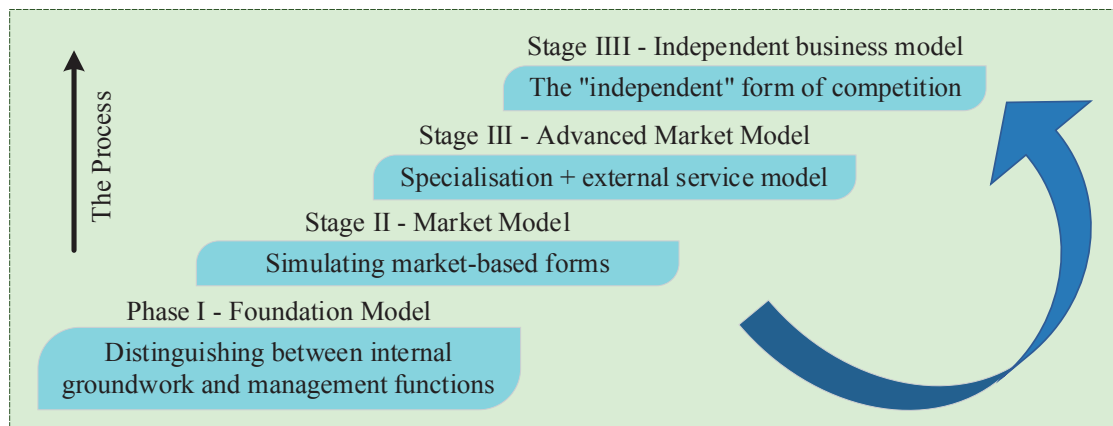 Stage IIII - Independent business model
The "independent" form of competition
Stage III - Advanced Market Model
Specialisation + external service model
Stage II - Market Model
Simulating market-based forms
Phase I - Foundation Model
Distinguishing between internal
groundwork and management functions
The Process